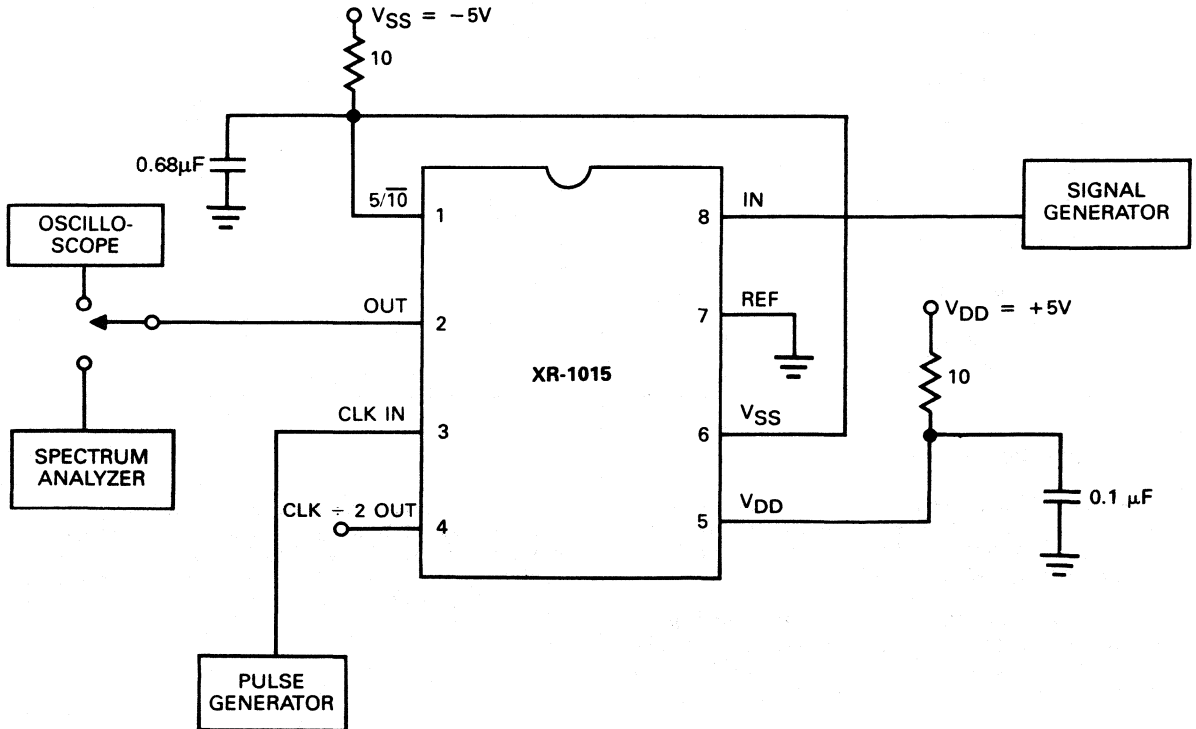 V_SS = −5V
10
0.68μF
5/1̅0̅
1
8
IN
SIGNAL
GENERATOR
OSCILLO-
SCOPE
OUT
2
7
REF
V_DD = +5V
XR-1015
10
CLK IN
3
6
V_SS
SPECTRUM
ANALYZER
CLK ÷ 2 OUT
4
5
V_DD
0.1 μF
PULSE
GENERATOR